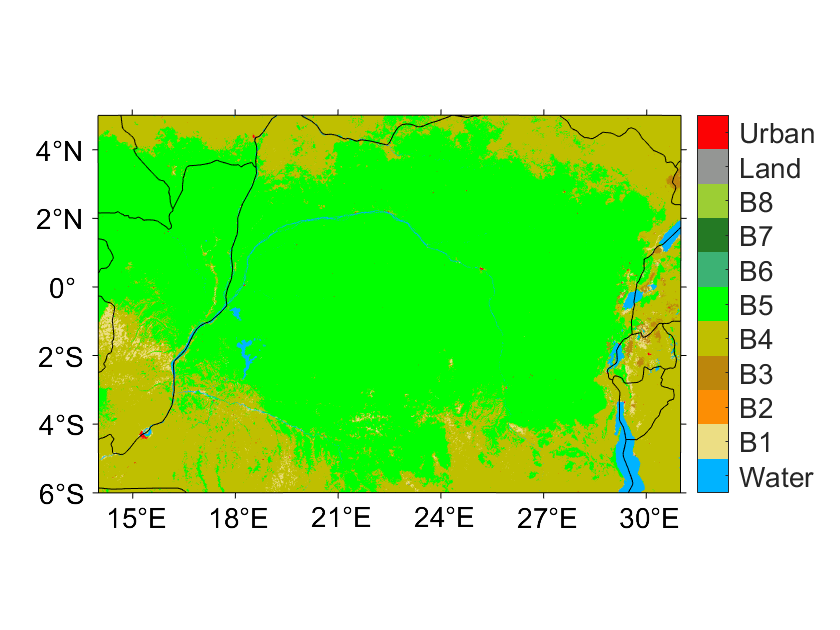 4°N
2°N
0°
2°S
4°S
6°S
15°E
18°E
21°E
24°E
27°E
30°E
Urban
Land
B8
B7
B6
B5
B4
B3
B2
B1
Water